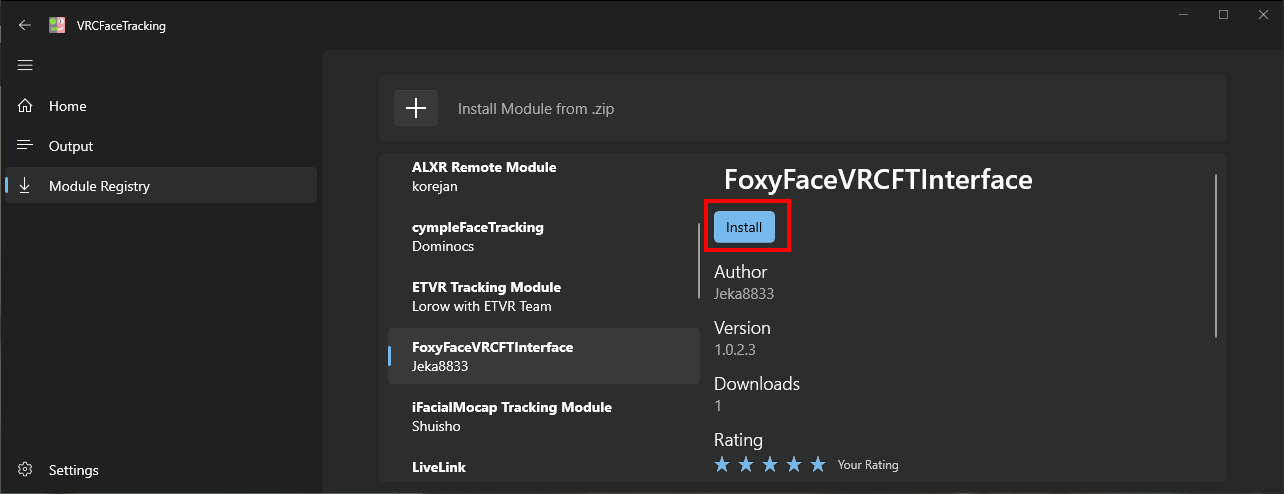 VRCFaceTracking
Home
Output
Module Registry
Settings
Install Module from .zip
ALXR Remote Module
korejan
cympleFaceTracking
Dominocs
ETVR Tracking Module
Lorow with ETVR Team
FoxyFaceVRCFTInterface
Jeka8833
iFacialMocap Tracking Module
Shuisho
LiveLink
FoxyFaceVRCFTInterface
Install
Author
Jeka8833
Version
1.0.2.3
Downloads
1
Rating
Your Rating